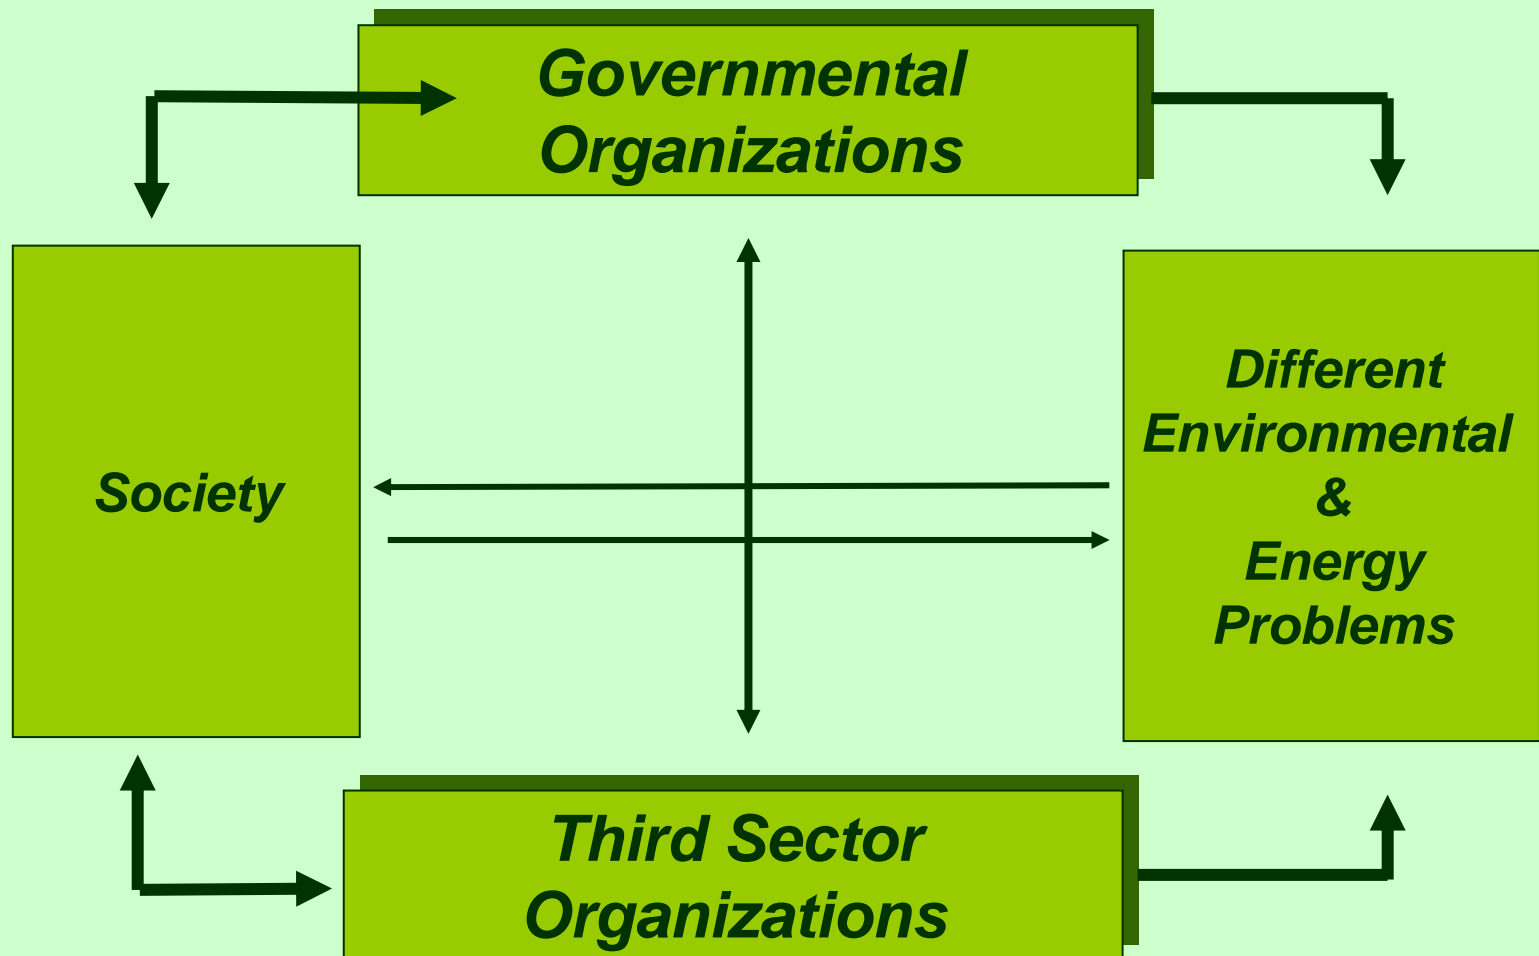 Governmental
Organizations
Society
Different
Environmental
&
Energy
Problems
Third Sector
Organizations